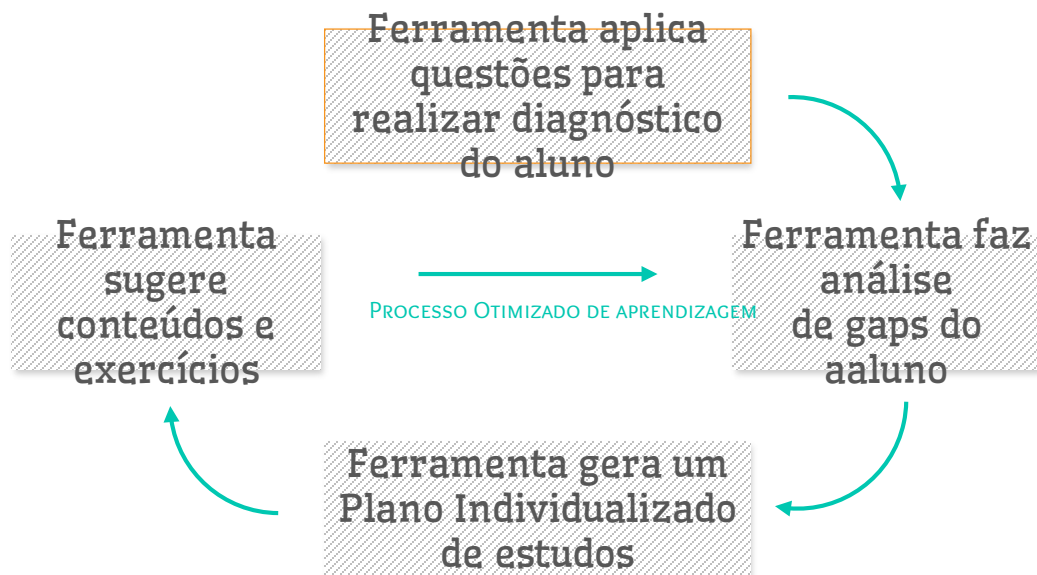 Ferramenta aplica
questões para
realizar diagnóstico
do aluno
Ferramenta
sugere
conteúdos e
exercícios
Processo Otimizado de aprendizagem
Ferramenta faz
análise
de gaps do
aaluno
Ferramenta gera um
Plano Individualizado
de estudos